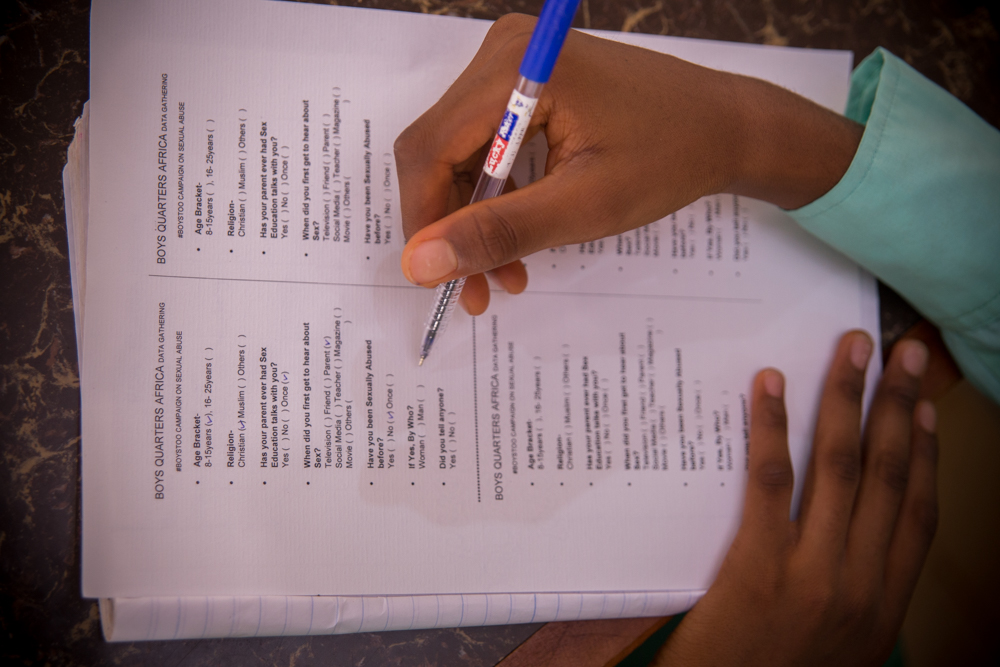 BOYS QUARTERS AFRICA DATA GATHERING
#BOYSTOO CAMPAIGN ON SEXUAL ABUSE
• Age Bracket-
8-15years (✓), 16- 25years ( )
• Religion-
Christian (✓) Muslim ( ) Others ( )
• Has your parent ever had Sex
Education talks with you?
Yes ( ) No ( ) Once (✓)
• When did you first get to hear about
Sex?
Television ( ) Friend ( ) Parent (✓)
Social Media ( ) Teacher ( ) Magazine ( )
Movie ( ) Others ( )
• Have you been Sexually Abused
before?
Yes ( ) No (✓) Once ( )
• If Yes, By Who?
Woman ( ) Man ( )
• Did you tell anyone?
Yes ( ) No ( )
BOYS QUARTERS AFRICA DATA GATHERING
#BOYSTOO CAMPAIGN ON SEXUAL ABUSE
• Age Bracket-
8-15years ( ), 16- 25years ( )
• Religion-
Christian ( ) Muslim ( ) Others ( )
• Has your parent ever had Sex
Education talks with you?
Yes ( ) No ( ) Once ( )
• When did you first get to hear about
Sex?
Television ( ) Friend ( ) Parent ( )
Social Media ( ) Teacher ( ) Magazine ( )
Movie ( ) Others ( )
• Have you been Sexually Abused
before?
Yes ( ) No ( ) Once ( )
BOYS QUARTERS AFRICA DATA GATHERING
#BOYSTOO CAMPAIGN ON SEXUAL ABUSE
• Age Bracket-
8-15years ( ), 16- 25years ( )
• Religion-
Christian ( ) Muslim ( ) Others ( )
• Has your parent ever had Sex
Education talks with you?
Yes ( ) No ( ) Once ( )
• When did you first get to hear about
Sex?
Television ( ) Friend ( ) Parent ( )
Social Media ( ) Teacher ( ) Magazine ( )
Movie ( ) Others ( )
• Have you been Sexually Abused
before?
Yes ( ) No ( ) Once ( )
• If Yes, By Who?